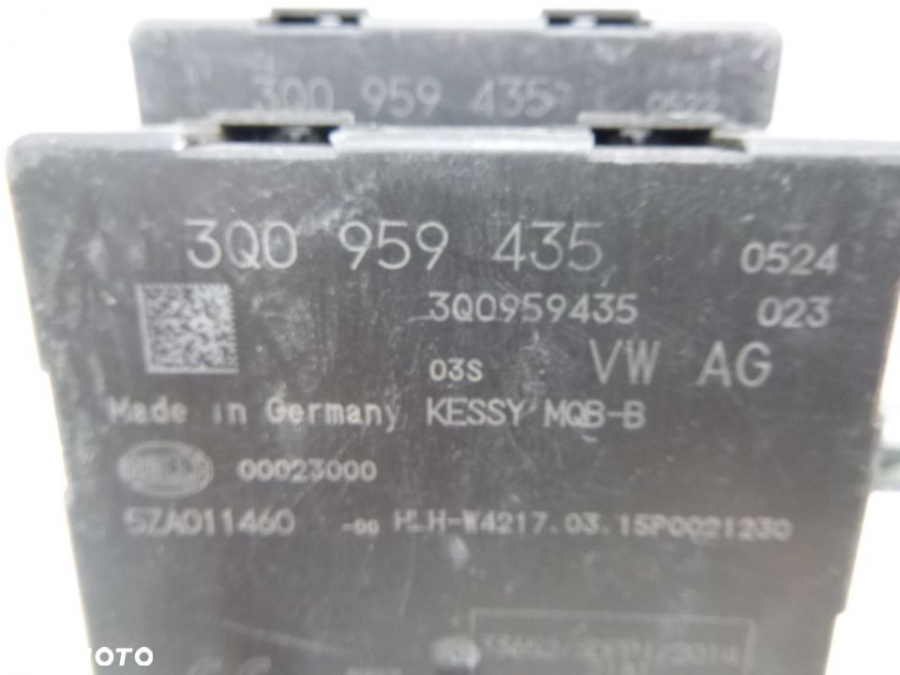 3Q0 959 435 0522
3Q0 959 435 0524
3Q0959435 023
03S VW AG
Made in Germany KESSY MQB-B
HELLA 00023000
5ZA011460 -00 HLH-W4217.03.15P0021230